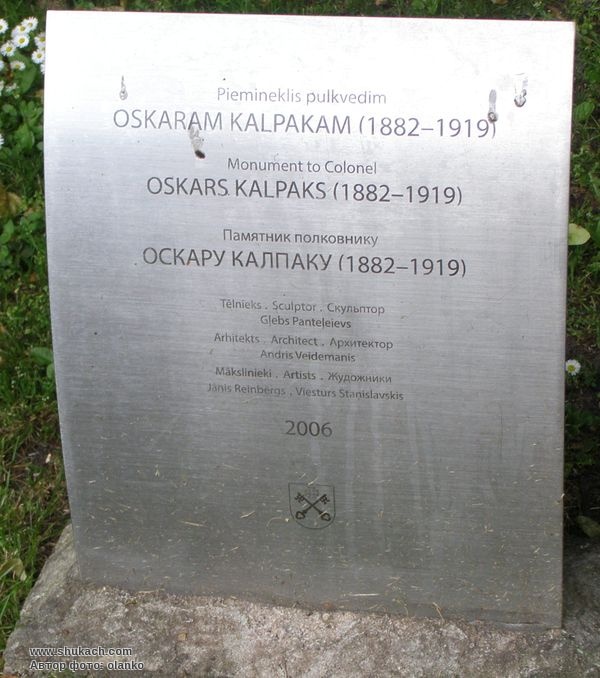 Piemineklis pulkvedim
OSKARAM KALPAKAM (1882–1919)
Monument to Colonel
OSKARS KALPAKS (1882–1919)
Памятник полковнику
ОСКАРУ КАЛПАКУ (1882–1919)
Tēlnieks . Sculptor . Скульптор
Gļebs Panteļejevs
Arhitekts . Architect . Архитектор
Andris Veidemanis
Mākslinieki . Artists . Жудожники
Jānis Reinbergs . Viesturs Staņislavskis
2006
www.shukach.com
Автор фото: olanko